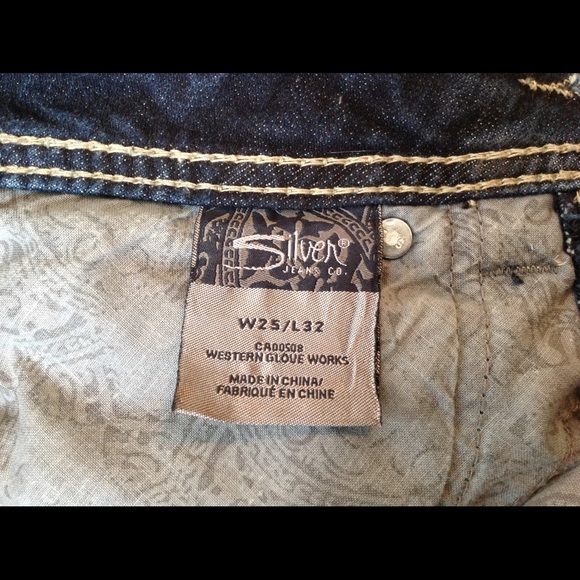 Silver®
JEANS CO.
W25/L32
CA00508
WESTERN GLOVE WORKS
MADE IN CHINA/
FABRIQUÉ EN CHINE